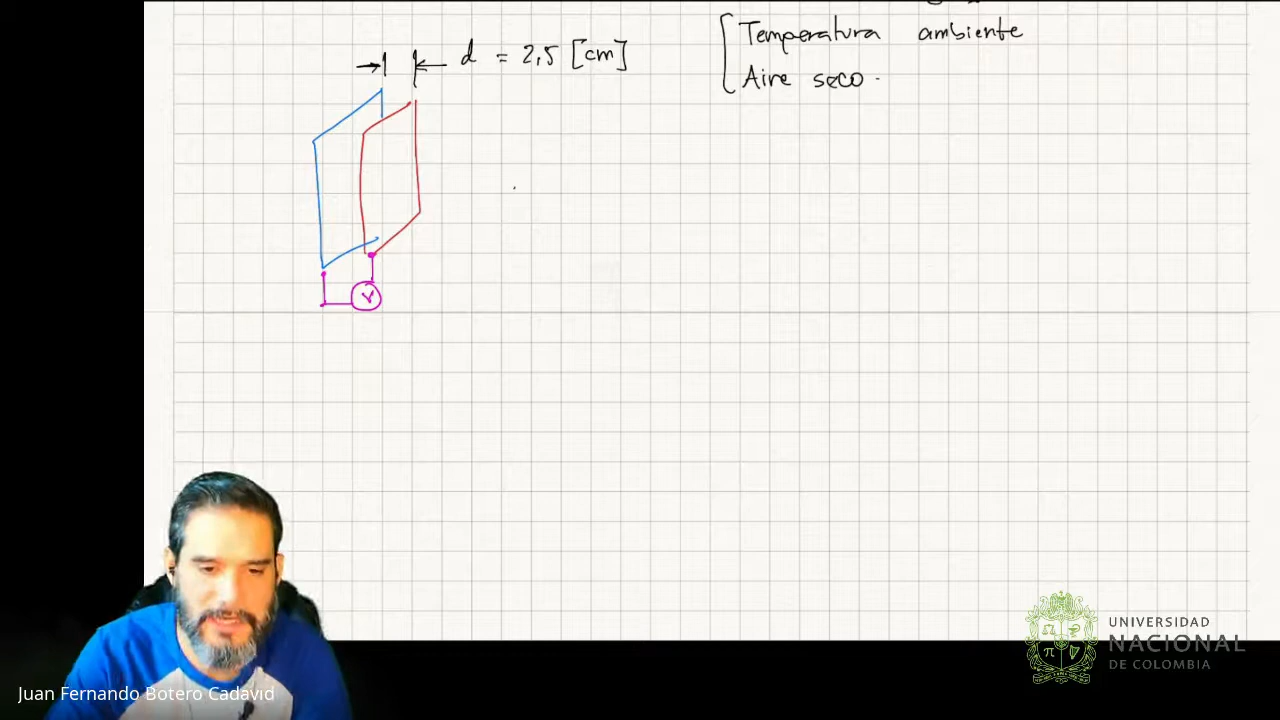 d = 2,5 [cm]
Temperatura ambiente
Aire seco.
V
UNIVERSIDAD
NACIONAL
DE COLOMBIA
Juan Fernando Botero Cadavid